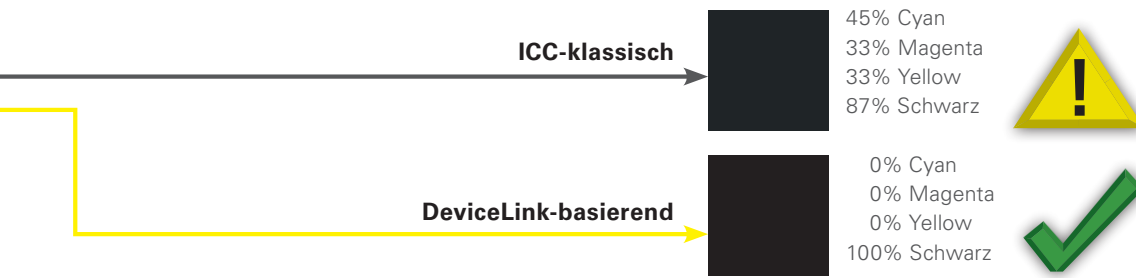 ICC-klassisch
45% Cyan
33% Magenta
33% Yellow
87% Schwarz
!
DeviceLink-basierend
0% Cyan
0% Magenta
0% Yellow
100% Schwarz